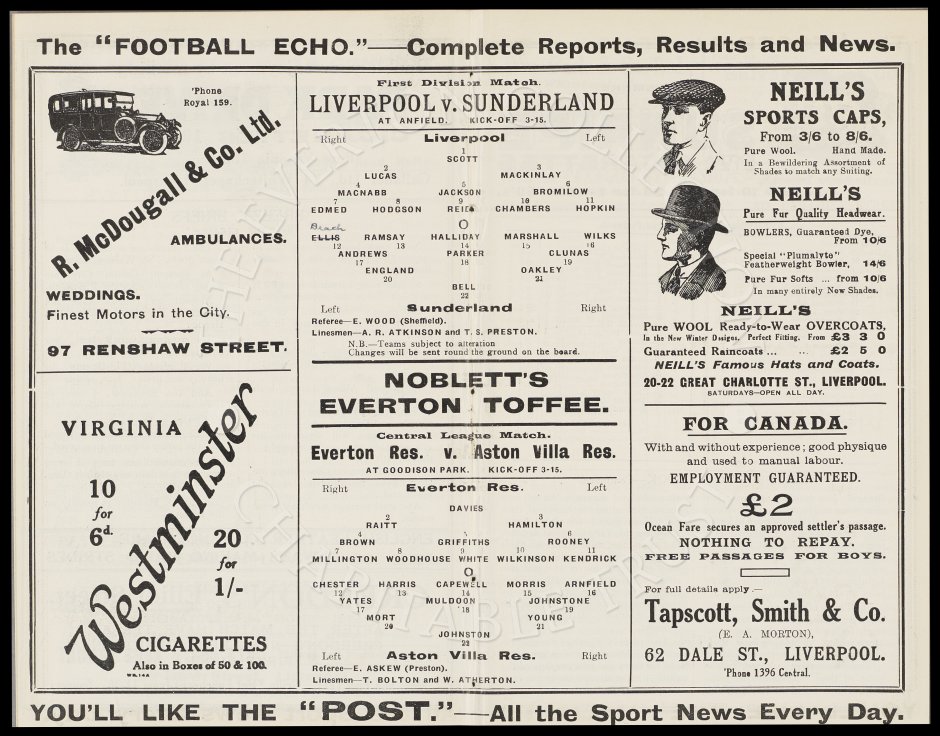 The "FOOTBALL ECHO."—Complete Reports, Results and News.
'Phone
Royal 159.
R. McDougall & Co. Ltd.
AMBULANCES.
WEDDINGS.
Finest Motors in the City.
97 RENSHAW STREET.
VIRGINIA
10
for
6d.
Westminster
20
for
1/-
CIGARETTES
Also in Boxes of 50 & 100.
First Division Match.
LIVERPOOL v. SUNDERLAND
AT ANFIELD. KICK-OFF 3-15.
Right Liverpool Left
1
SCOTT
2 3
LUCAS MACKINLAY
4 5 6
MACNABB JACKSON BROMILOW
7 8 9 10 11
EDMED HODGSON REID CHAMBERS HOPKIN
O
Death
ELLIS RAMSAY HALLIDAY MARSHALL WILKS
12 13 14 15 16
ANDREWS PARKER CLUNAS
17 18 19
ENGLAND OAKLEY
20 21
BELL
22
Left Sunderland Right
Referee—E. WOOD (Sheffield).
Linesmen—A. R. ATKINSON and T. S. PRESTON.
N.B.—Teams subject to alteration
Changes will be sent round the ground on the board.
NOBLETT'S
EVERTON TOFFEE.
Central League Match.
Everton Res. v. Aston Villa Res.
AT GOODISON PARK. KICK-OFF 3-15.
Right Everton Res. Left
DAVIES
2 3
RAITT HAMILTON
4 5 6
BROWN GRIFFITHS ROONEY
7 8 9 10 11
MILLINGTON WOODHOUSE WHITE WILKINSON KENDRICK
O
CHESTER HARRIS CAPEWELL MORRIS ARNFIELD
12 13 14 15 16
YATES MULDOON JOHNSTONE
17 18 19
MORT YOUNG
20 21
JOHNSTON
22
Left Aston Villa Res. Right
Referee—E. ASKEW (Preston).
Linesmen—T. BOLTON and W. ATHERTON.
NEILL'S
SPORTS CAPS,
From 3/6 to 8/6.
Pure Wool. Hand Made.
In a Bewildering Assortment of
Shades to match any Suiting.
NEILL'S
Pure Fur Quality Headwear.
BOWLERS, Guaranteed Dye,
From 10/6
Special "Plumalyte"
Featherweight Bowler, 14/6
Pure Fur Softs ... from 10/6
In many entirely New Shades.
NEILL'S
Pure WOOL Ready-to-Wear OVERCOATS,
In the New Winter Designs. Perfect Fitting. From £3 3 0
Guaranteed Raincoats ... £2 5 0
NEILL'S Famous Hats and Coats.
20-22 GREAT CHARLOTTE ST., LIVERPOOL.
SATURDAYS—OPEN ALL DAY.
FOR CANADA.
With and without experience; good physique
and used to manual labour.
EMPLOYMENT GUARANTEED.
£2
Ocean Fare secures an approved settler's passage.
NOTHING TO REPAY.
FREE PASSAGES FOR BOYS.
For full details apply.—
Tapscott, Smith & Co.
(E. A. MORTON),
62 DALE ST., LIVERPOOL.
'Phone 1396 Central.
YOU'LL LIKE THE "POST."—All the Sport News Every Day.
THE EVERTON COLLECTION
CHARITABLE TRUST